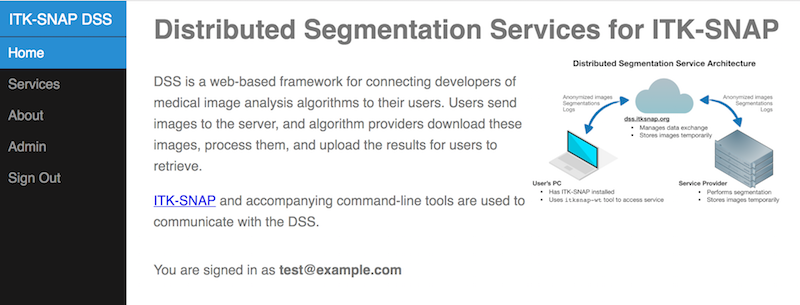 ITK-SNAP DSS
Home
Services
About
Admin
Sign Out
Distributed Segmentation Services for ITK-SNAP
DSS is a web-based framework for connecting developers of
medical image analysis algorithms to their users. Users send
images to the server, and algorithm providers download these
images, process them, and upload the results for users to
retrieve.
ITK-SNAP and accompanying command-line tools are used to
communicate with the DSS.
You are signed in as test@example.com
Distributed Segmentation Service Architecture
Anonymized images
Segmentations
Logs
Anonymized images
Segmentations
Logs
dss.itksnap.org
• Manages data exchange
• Stores images temporarily
User's PC
• Has ITK-SNAP installed
• Uses itksnap-wt tool to access service
Service Provider
• Performs segmentation
• Stores images temporarily